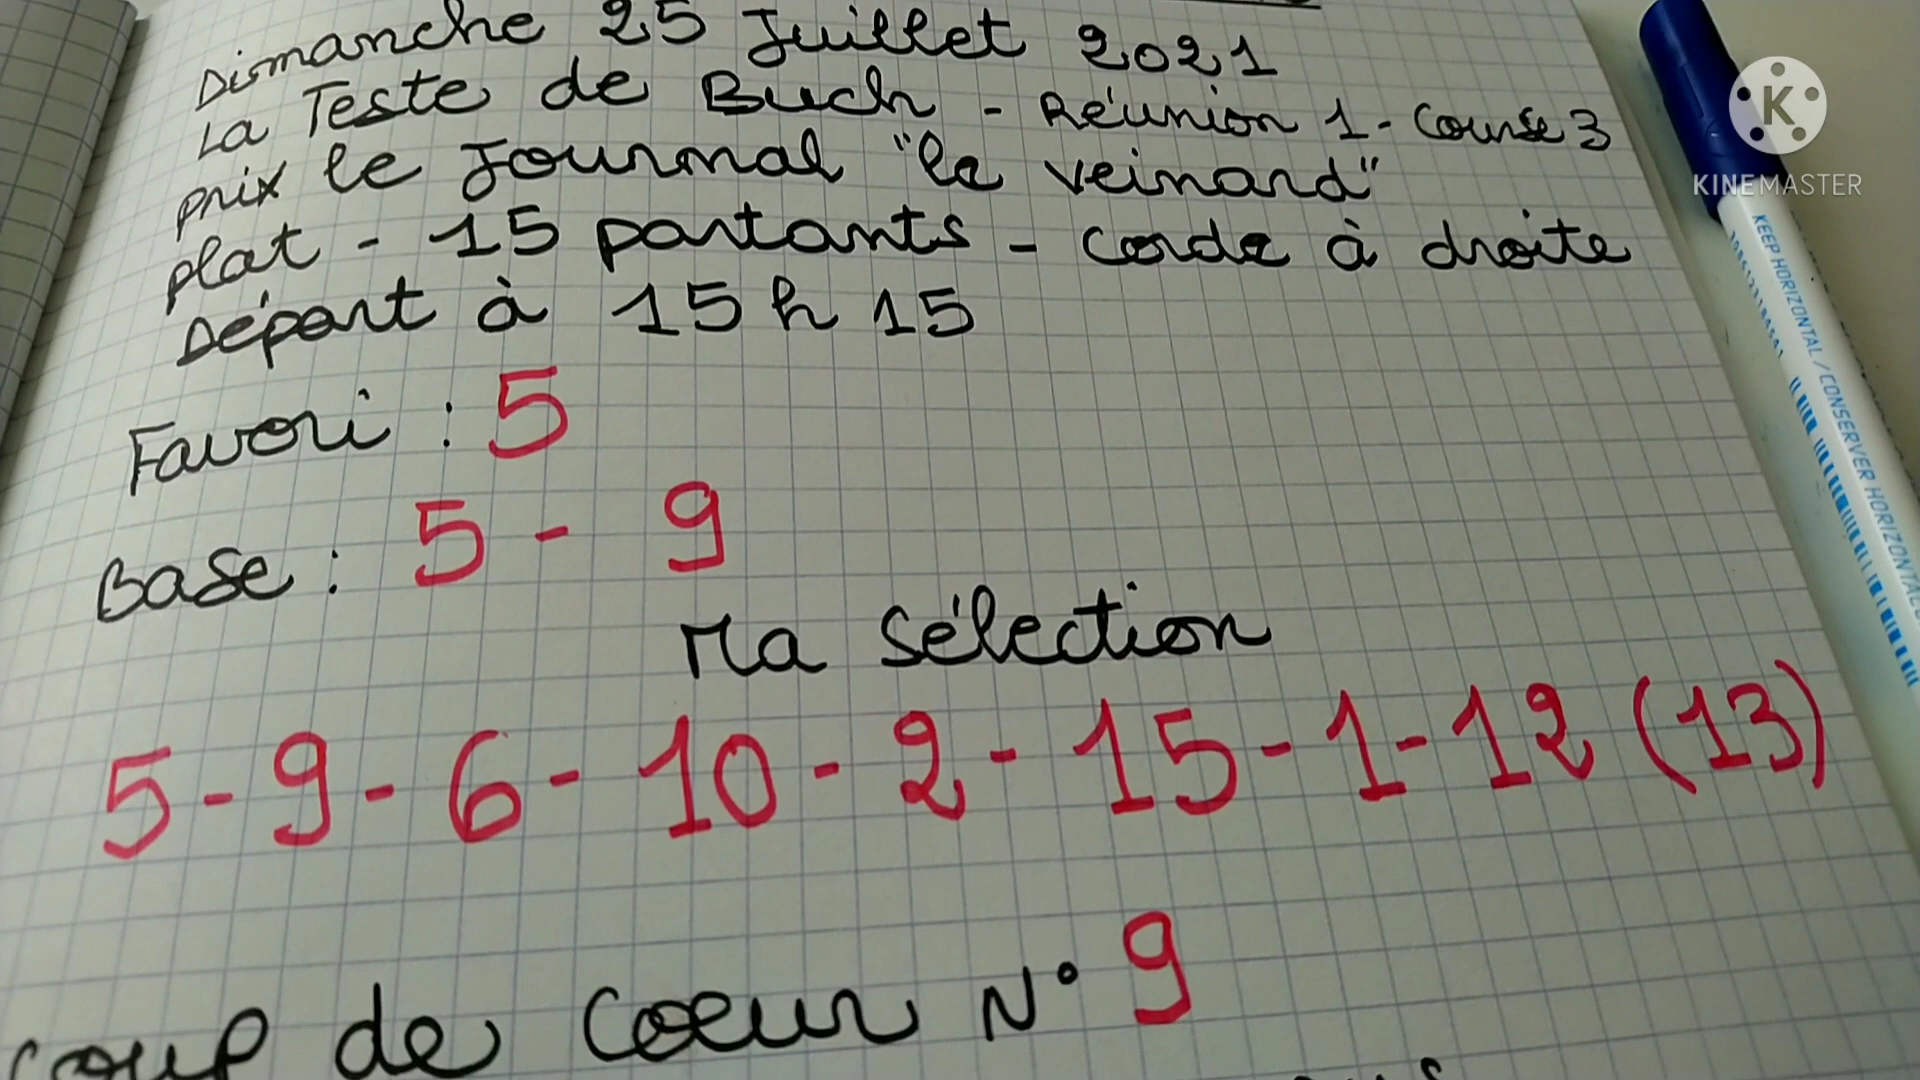 Dimanche 25 Juillet 2021
La Teste de Buch - Réunion 1 - Course 3
prix le Journal "le veinard"
plat - 15 partants - corde à droite
Départ à 15 h 15
Favori : 5
Base : 5 - 9
Ma sélection
5 - 9 - 6 - 10 - 2 - 15 - 1 - 12 (13)
coup de coeur N° 9
K
KINEMASTER
KEEP HORIZONTAL / CONSERVER HORIZONTAL